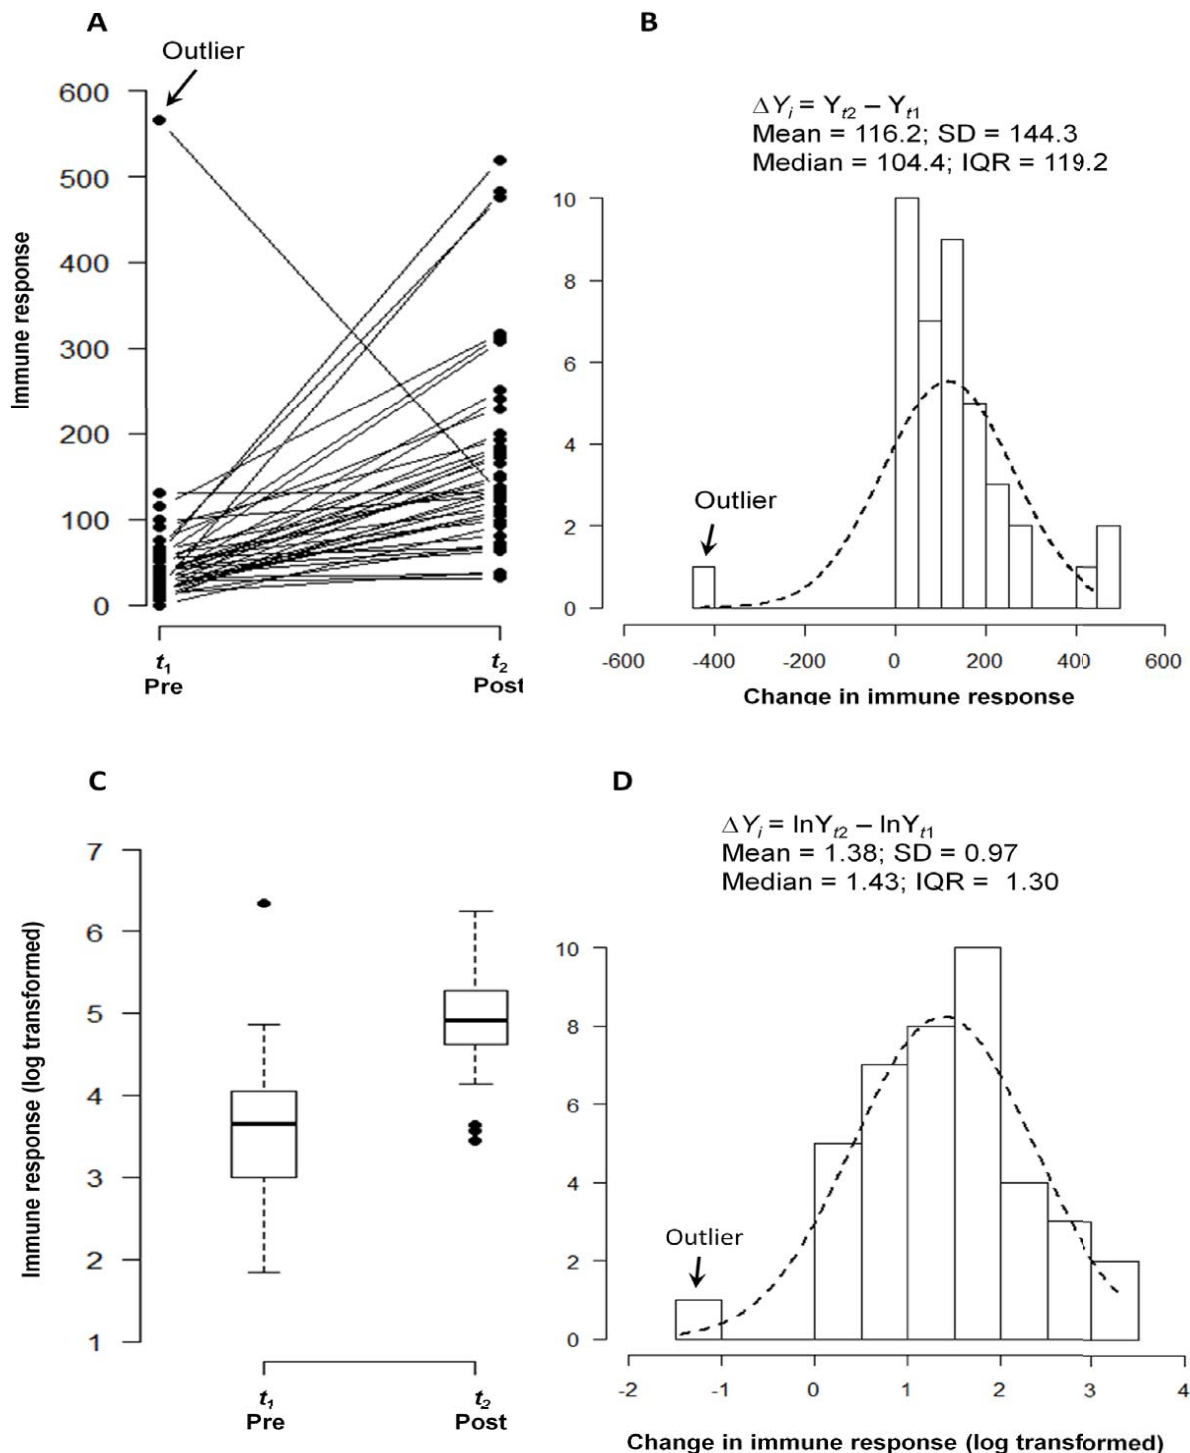 A
Outlier
600
500
400
300
200
100
0
Immune response
t1
Pre
t2
Post
B
ΔYi = Yt2 – Yt1
Mean = 116.2; SD = 144.3
Median = 104.4; IQR = 119.2
10
8
6
4
2
0
Outlier
-600 -400 -200 0 200 400 600
Change in immune response
C
7
6
5
4
3
2
1
Immune response (log transformed)
t1
Pre
t2
Post
D
ΔYi = lnYt2 – lnYt1
Mean = 1.38; SD = 0.97
Median = 1.43; IQR = 1.30
10
8
6
4
2
0
Outlier
-2 -1 0 1 2 3 4
Change in immune response (log transformed)